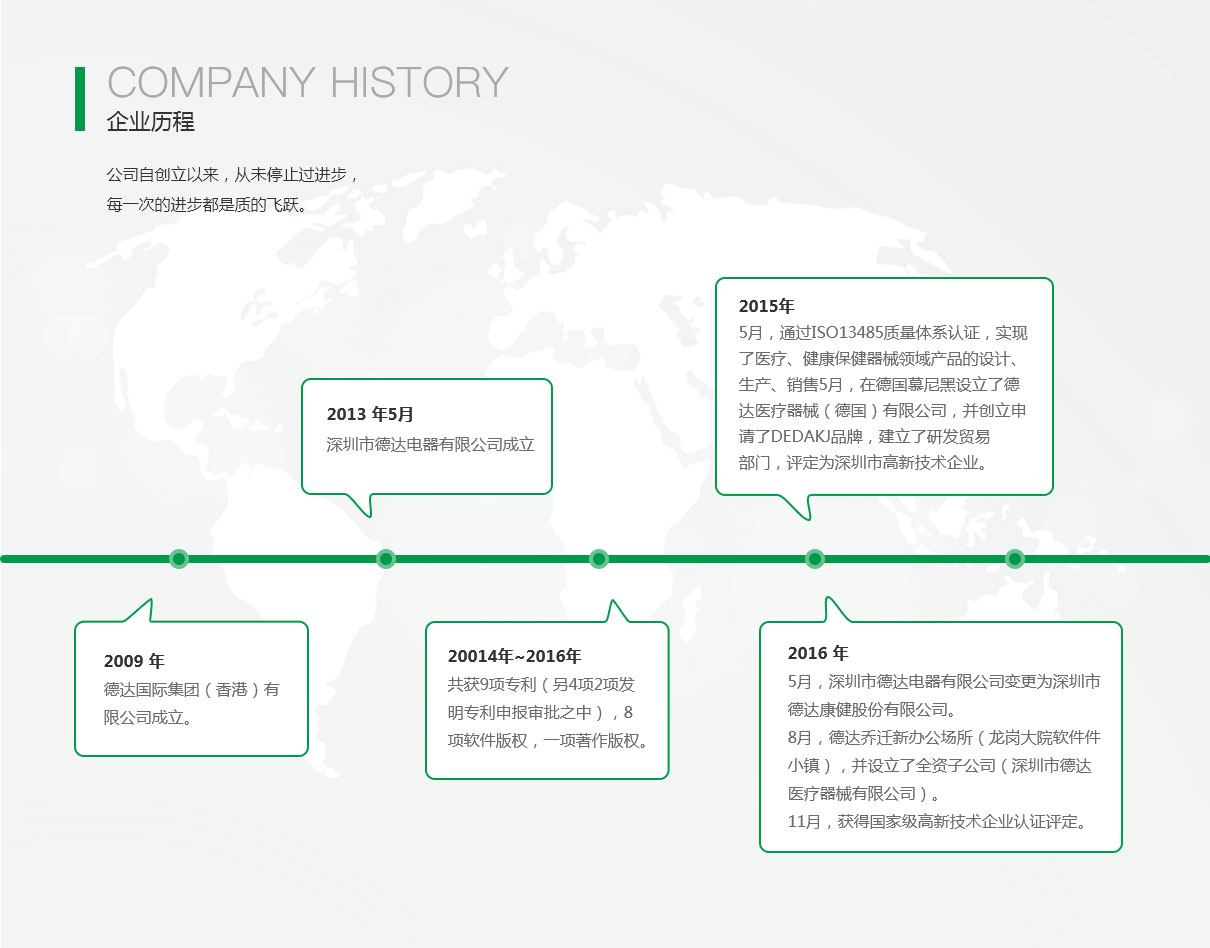 COMPANY HISTORY
企业历程
公司自创立以来，从未停止过进步，
每一次的进步都是质的飞跃。
2009 年
德达国际集团（香港）有
限公司成立。
2013 年5月
深圳市德达电器有限公司成立
20014年~2016年
共获9项专利（另4项2项发
明专利申报审批之中），8
项软件版权，一项著作版权。
2015年
5月，通过ISO13485质量体系认证，实现
了医疗、健康保健器械领域产品的设计、
生产、销售5月，在德国慕尼黑设立了德
达医疗器械（德国）有限公司，并创立申
请了DEDAKJ品牌，建立了研发贸易
部门，评定为深圳市高新技术企业。
2016 年
5月，深圳市德达电器有限公司变更为深圳市
德达康健股份有限公司。
8月，德达乔迁新办公场所（龙岗大院软件件
小镇），并设立了全资子公司（深圳市德达
医疗器械有限公司）。
11月，获得国家级高新技术企业认证评定。